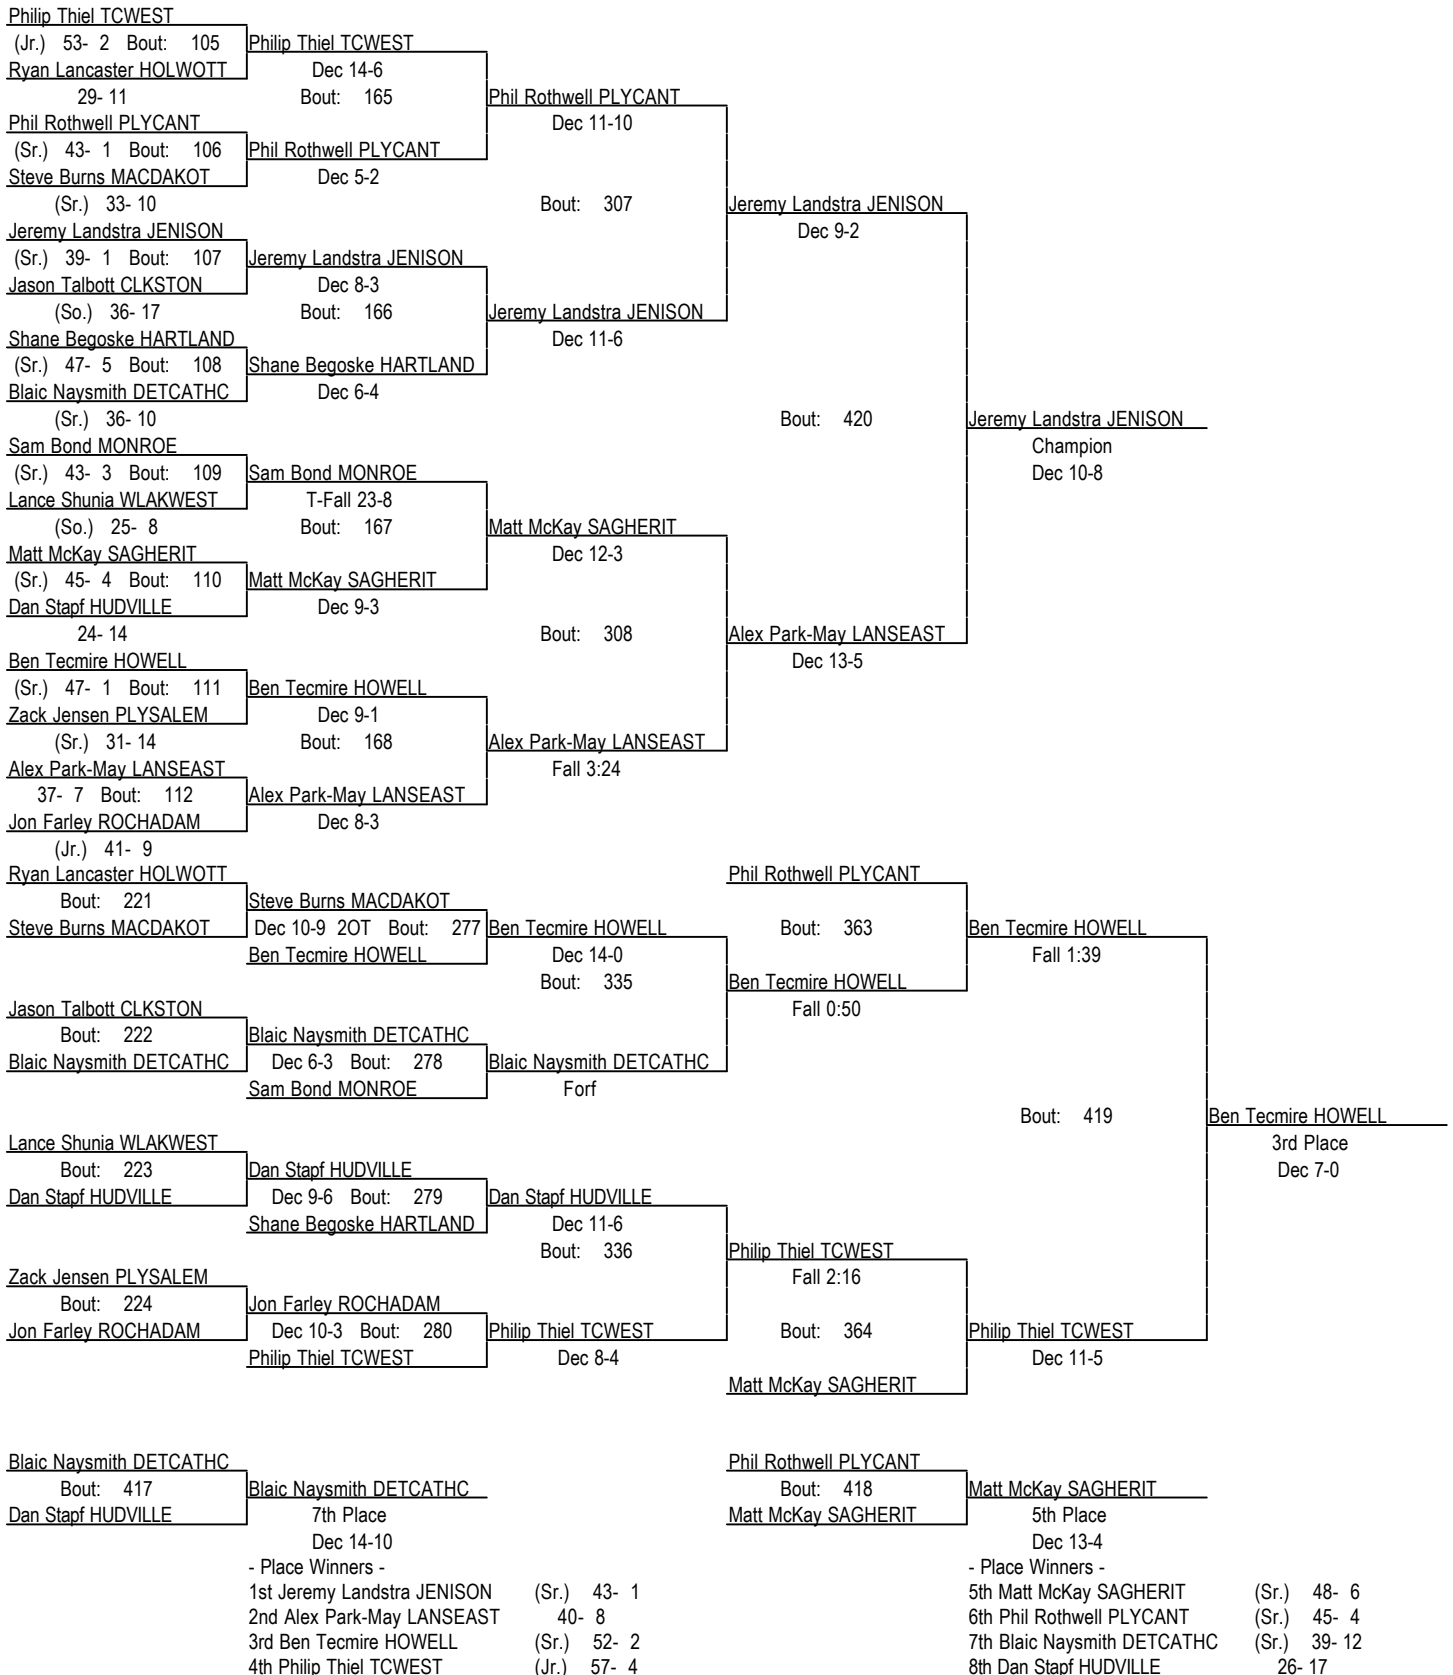 Philip Thiel TCWEST
(Jr.) 53- 2 Bout: 105 Philip Thiel TCWEST
Ryan Lancaster HOLWOTT Dec 14-6
29- 11 Bout: 165 Phil Rothwell PLYCANT
Phil Rothwell PLYCANT Dec 11-10
(Sr.) 43- 1 Bout: 106 Phil Rothwell PLYCANT
Steve Burns MACDAKOT Dec 5-2
(Sr.) 33- 10 Bout: 307 Jeremy Landstra JENISON
Jeremy Landstra JENISON Dec 9-2
(Sr.) 39- 1 Bout: 107 Jeremy Landstra JENISON
Jason Talbott CLKSTON Dec 8-3
(So.) 36- 17 Bout: 166 Jeremy Landstra JENISON
Shane Begoske HARTLAND Dec 11-6
(Sr.) 47- 5 Bout: 108 Shane Begoske HARTLAND
Blaic Naysmith DETCATHC Dec 6-4
(Sr.) 36- 10 Bout: 420 Jeremy Landstra JENISON
Sam Bond MONROE Champion
(Sr.) 43- 3 Bout: 109 Sam Bond MONROE Dec 10-8
Lance Shunia WLAKWEST T-Fall 23-8
(So.) 25- 8 Bout: 167 Matt McKay SAGHERIT
Matt McKay SAGHERIT Dec 12-3
(Sr.) 45- 4 Bout: 110 Matt McKay SAGHERIT
Dan Stapf HUDVILLE Dec 9-3
24- 14 Bout: 308 Alex Park-May LANSEAST
Ben Tecmire HOWELL Dec 13-5
(Sr.) 47- 1 Bout: 111 Ben Tecmire HOWELL
Zack Jensen PLYSALEM Dec 9-1
(Sr.) 31- 14 Bout: 168 Alex Park-May LANSEAST
Alex Park-May LANSEAST Fall 3:24
37- 7 Bout: 112 Alex Park-May LANSEAST
Jon Farley ROCHADAM Dec 8-3
(Jr.) 41- 9
Ryan Lancaster HOLWOTT Phil Rothwell PLYCANT
Bout: 221 Steve Burns MACDAKOT
Steve Burns MACDAKOT Dec 10-9 2OT Bout: 277 Ben Tecmire HOWELL Bout: 363 Ben Tecmire HOWELL
Ben Tecmire HOWELL Dec 14-0 Fall 1:39
Bout: 335 Ben Tecmire HOWELL
Jason Talbott CLKSTON Fall 0:50
Bout: 222 Blaic Naysmith DETCATHC
Blaic Naysmith DETCATHC Dec 6-3 Bout: 278 Blaic Naysmith DETCATHC
Sam Bond MONROE Forf
Bout: 419 Ben Tecmire HOWELL
Lance Shunia WLAKWEST 3rd Place
Bout: 223 Dan Stapf HUDVILLE Dec 7-0
Dan Stapf HUDVILLE Dec 9-6 Bout: 279 Dan Stapf HUDVILLE
Shane Begoske HARTLAND Dec 11-6
Bout: 336 Philip Thiel TCWEST
Zack Jensen PLYSALEM Fall 2:16
Bout: 224 Jon Farley ROCHADAM
Jon Farley ROCHADAM Dec 10-3 Bout: 280 Philip Thiel TCWEST Bout: 364 Philip Thiel TCWEST
Philip Thiel TCWEST Dec 8-4 Dec 11-5
Matt McKay SAGHERIT
Blaic Naysmith DETCATHC Phil Rothwell PLYCANT
Bout: 417 Blaic Naysmith DETCATHC Bout: 418 Matt McKay SAGHERIT
Dan Stapf HUDVILLE 7th Place Matt McKay SAGHERIT 5th Place
Dec 14-10 Dec 13-4
- Place Winners - - Place Winners -
1st Jeremy Landstra JENISON (Sr.) 43- 1 5th Matt McKay SAGHERIT (Sr.) 48- 6
2nd Alex Park-May LANSEAST 40- 8 6th Phil Rothwell PLYCANT (Sr.) 45- 4
3rd Ben Tecmire HOWELL (Sr.) 52- 2 7th Blaic Naysmith DETCATHC (Sr.) 39- 12
4th Philip Thiel TCWEST (Jr.) 57- 4 8th Dan Stapf HUDVILLE 26- 17